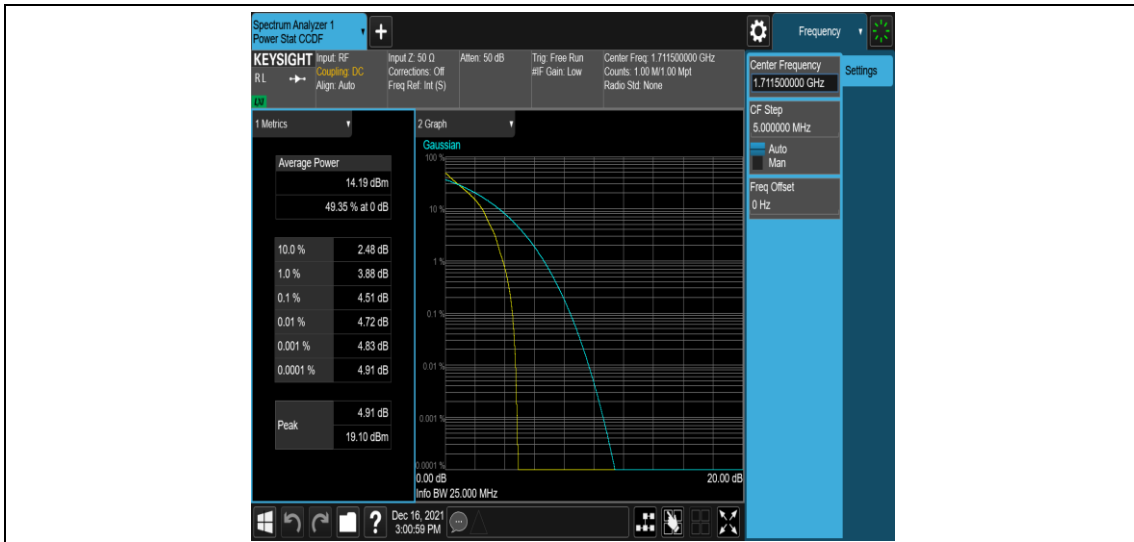 Spectrum Analyzer 1
Power Stat CCDF
+
Frequency
KEYSIGHT
RL
LXI
Input: RF
Coupling: DC
Align: Auto
Input Z: 50 Ω
Corrections: Off
Freq Ref: Int (S)
Atten: 50 dB
Trig: Free Run
#IF Gain: Low
Center Freq: 1.711500000 GHz
Counts: 1.00 M/1.00 Mpt
Radio Std: None
Center Frequency
1.711500000 GHz
Settings
CF Step
5.000000 MHz
Auto
Man
Freq Offset
0 Hz
1 Metrics
Average Power
14.19 dBm
49.35 % at 0 dB
10.0 % 2.48 dB
1.0 % 3.88 dB
0.1 % 4.51 dB
0.01 % 4.72 dB
0.001 % 4.83 dB
0.0001 % 4.91 dB
Peak
4.91 dB
19.10 dBm
2 Graph
Gaussian
100 %
10 %
1 %
0.1 %
0.01 %
0.001 %
0.0001 %
0.00 dB 20.00 dB
Info BW 25.000 MHz
?
Dec 16, 2021
3:00:59 PM